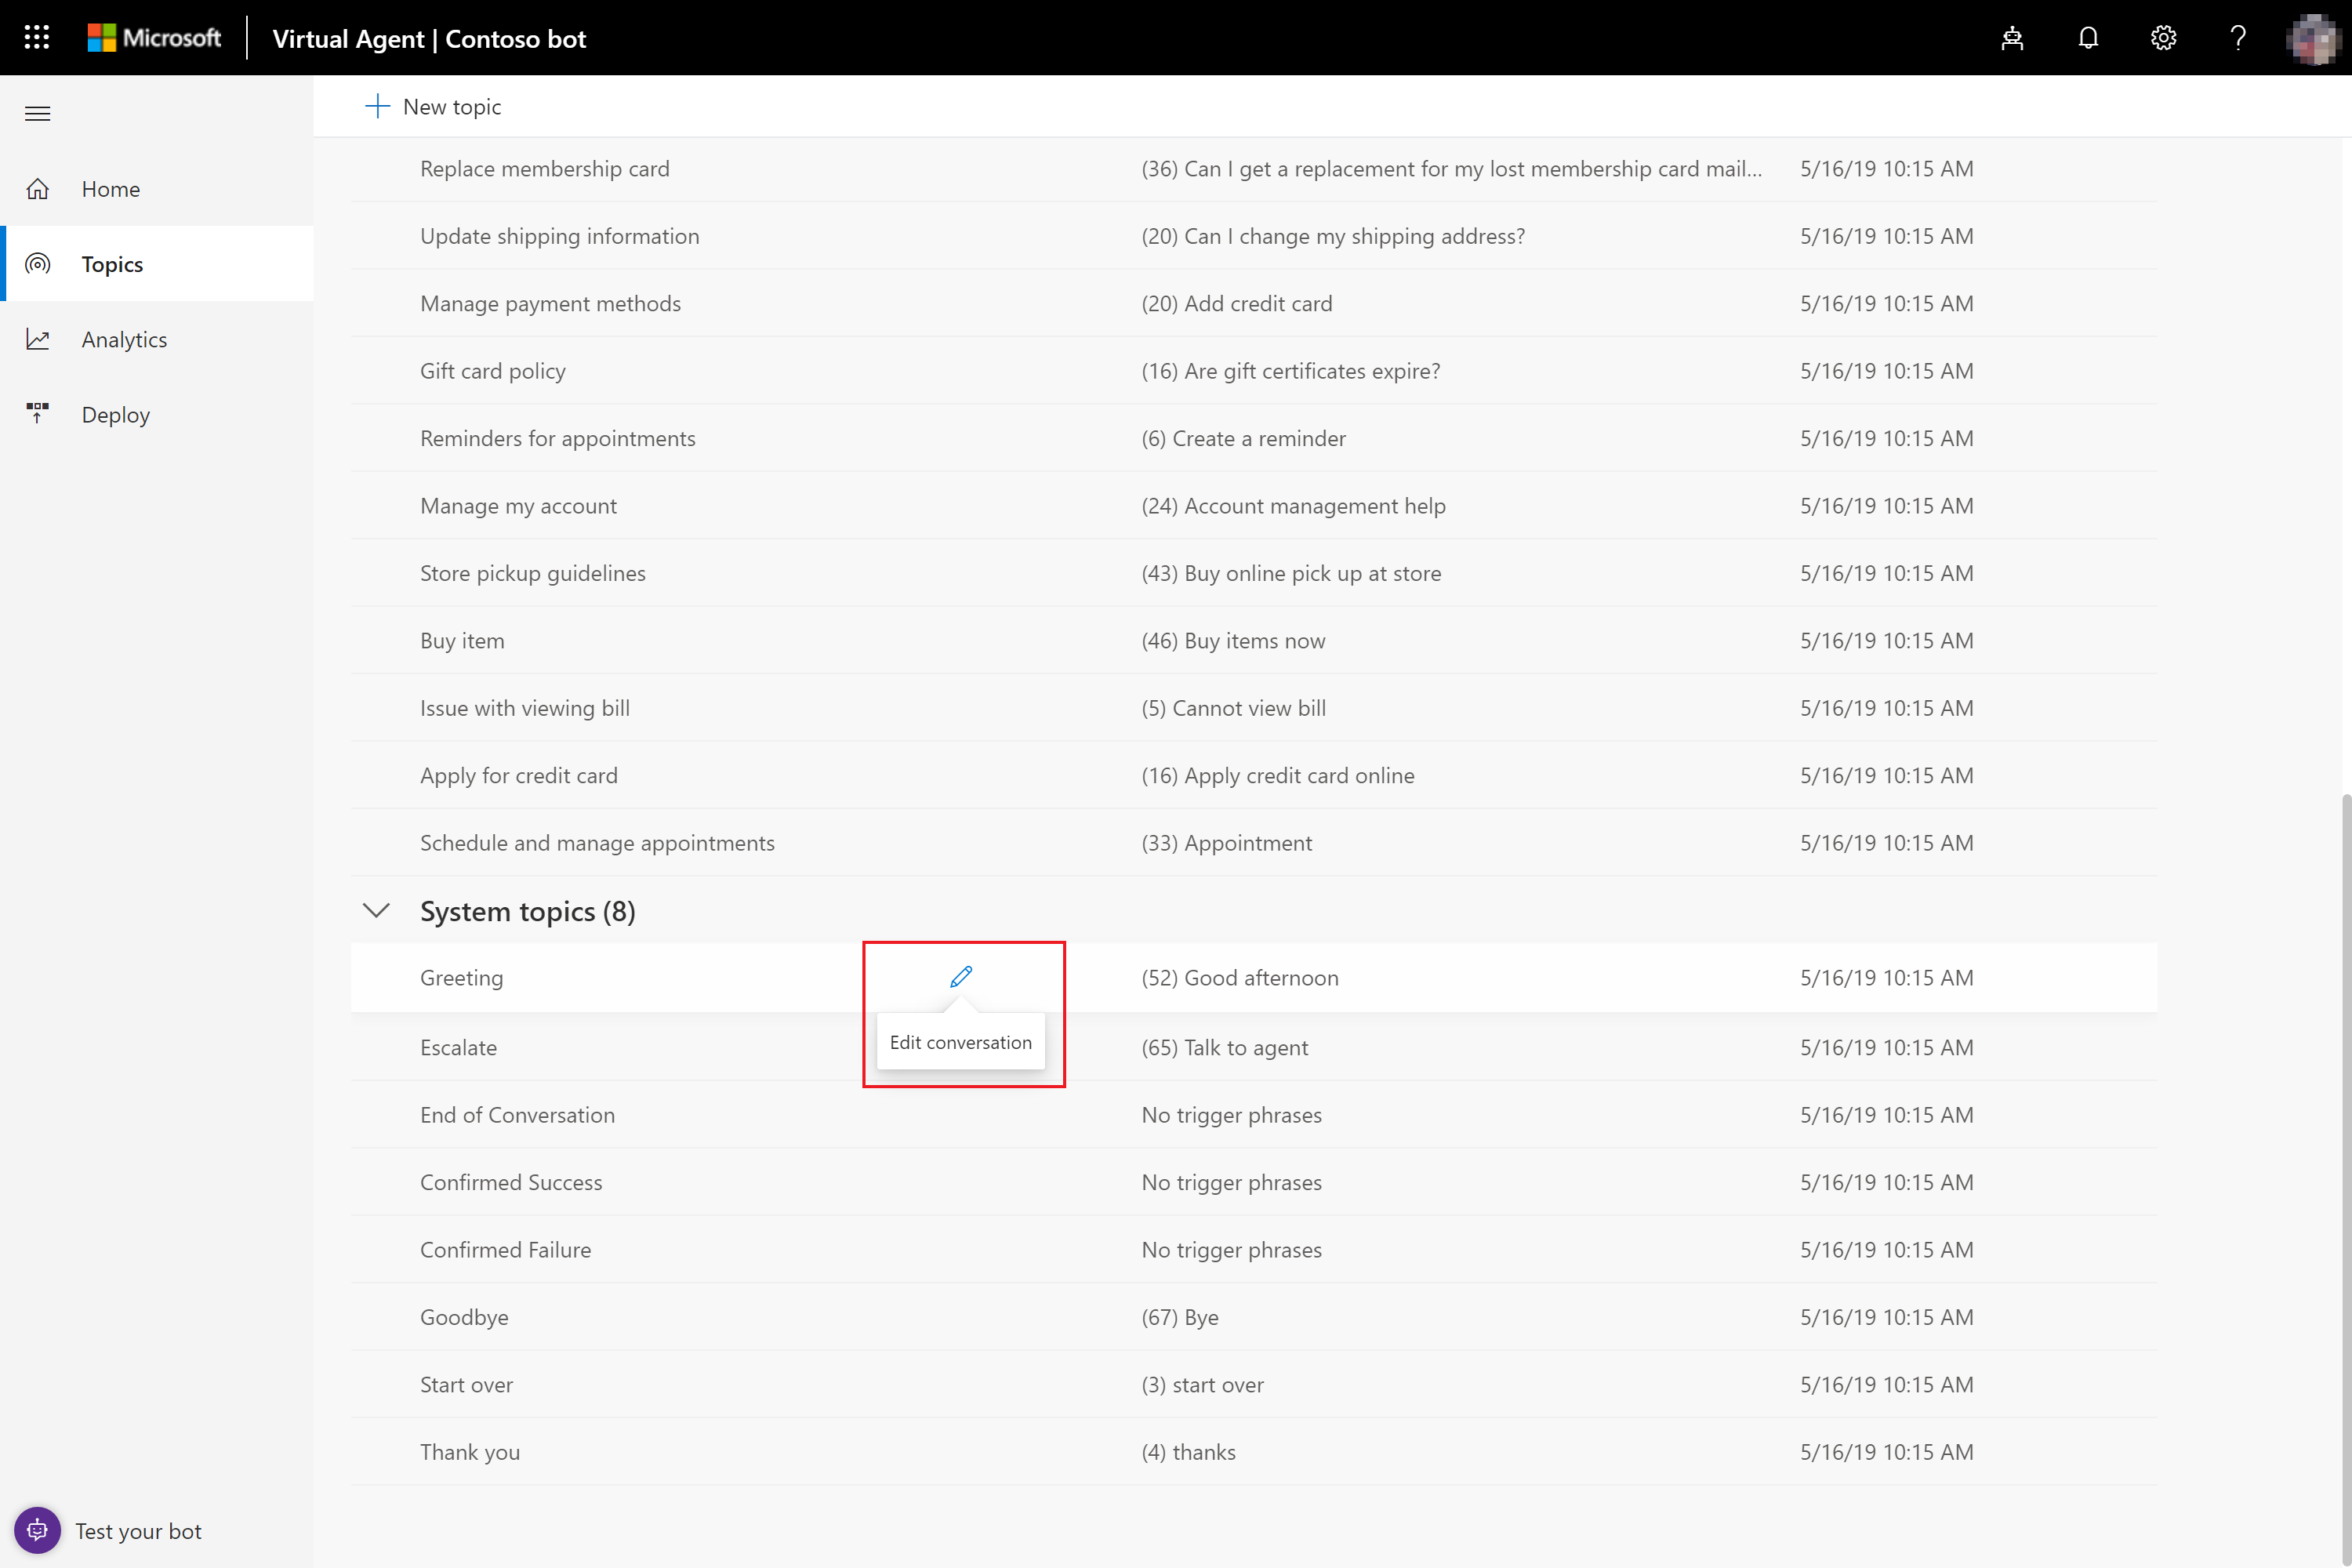 Microsoft Virtual Agent | Contoso bot
New topic
Home
Topics
Analytics
Deploy
Replace membership card (36) Can I get a replacement for my lost membership card mail... 5/16/19 10:15 AM
Update shipping information (20) Can I change my shipping address? 5/16/19 10:15 AM
Manage payment methods (20) Add credit card 5/16/19 10:15 AM
Gift card policy (16) Are gift certificates expire? 5/16/19 10:15 AM
Reminders for appointments (6) Create a reminder 5/16/19 10:15 AM
Manage my account (24) Account management help 5/16/19 10:15 AM
Store pickup guidelines (43) Buy online pick up at store 5/16/19 10:15 AM
Buy item (46) Buy items now 5/16/19 10:15 AM
Issue with viewing bill (5) Cannot view bill 5/16/19 10:15 AM
Apply for credit card (16) Apply credit card online 5/16/19 10:15 AM
Schedule and manage appointments (33) Appointment 5/16/19 10:15 AM
System topics (8)
Greeting (52) Good afternoon 5/16/19 10:15 AM
Edit conversation
Escalate (65) Talk to agent 5/16/19 10:15 AM
End of Conversation No trigger phrases 5/16/19 10:15 AM
Confirmed Success No trigger phrases 5/16/19 10:15 AM
Confirmed Failure No trigger phrases 5/16/19 10:15 AM
Goodbye (67) Bye 5/16/19 10:15 AM
Start over (3) start over 5/16/19 10:15 AM
Thank you (4) thanks 5/16/19 10:15 AM
Test your bot